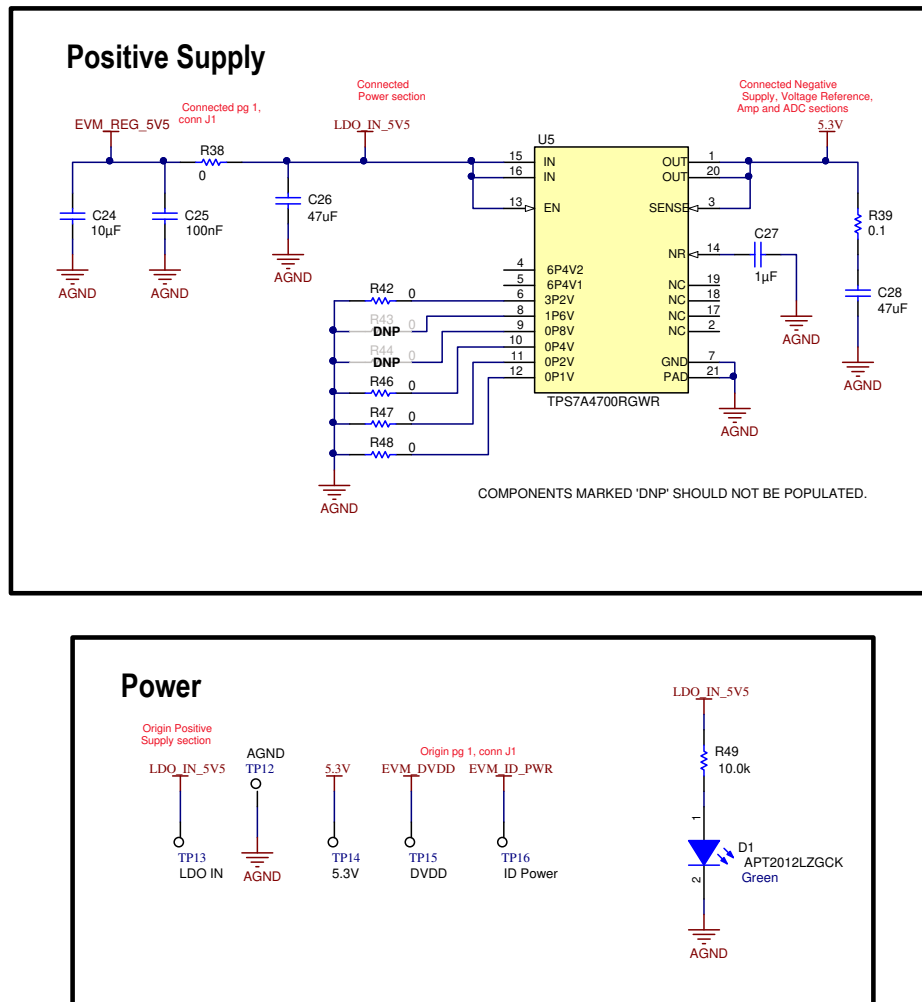 Positive Supply
Connected pg 1,
conn J1
Connected
Power section
Connected Negative
Supply, Voltage Reference,
Amp and ADC sections
EVM_REG_5V5
LDO_IN_5V5
5.3V
R38
0
C24
10µF
C25
100nF
C26
47uF
AGND
AGND
AGND
U5
15 IN
16 IN
13 EN
4 6P4V2
5 6P4V1
6 3P2V
8 1P6V
9 0P8V
10 0P4V
11 0P2V
12 0P1V
OUT 1
OUT 20
SENSE 3
NR 14
NC 19
NC 18
NC 17
NC 2
GND 7
PAD 21
TPS7A4700RGWR
C27
1µF
AGND
R39
0.1
C28
47uF
AGND
AGND
R42 0
R43 0
DNP
R44 0
DNP
R46 0
R47 0
R48 0
AGND
COMPONENTS MARKED 'DNP' SHOULD NOT BE POPULATED.
Power
Origin Positive
Supply section
LDO_IN_5V5
TP13
LDO IN
AGND
TP12
AGND
5.3V
TP14
5.3V
Origin pg 1, conn J1
EVM_DVDD
TP15
DVDD
EVM_ID_PWR
TP16
ID Power
LDO_IN_5V5
R49
10.0k
1
D1
APT2012LZGCK
Green
2
AGND